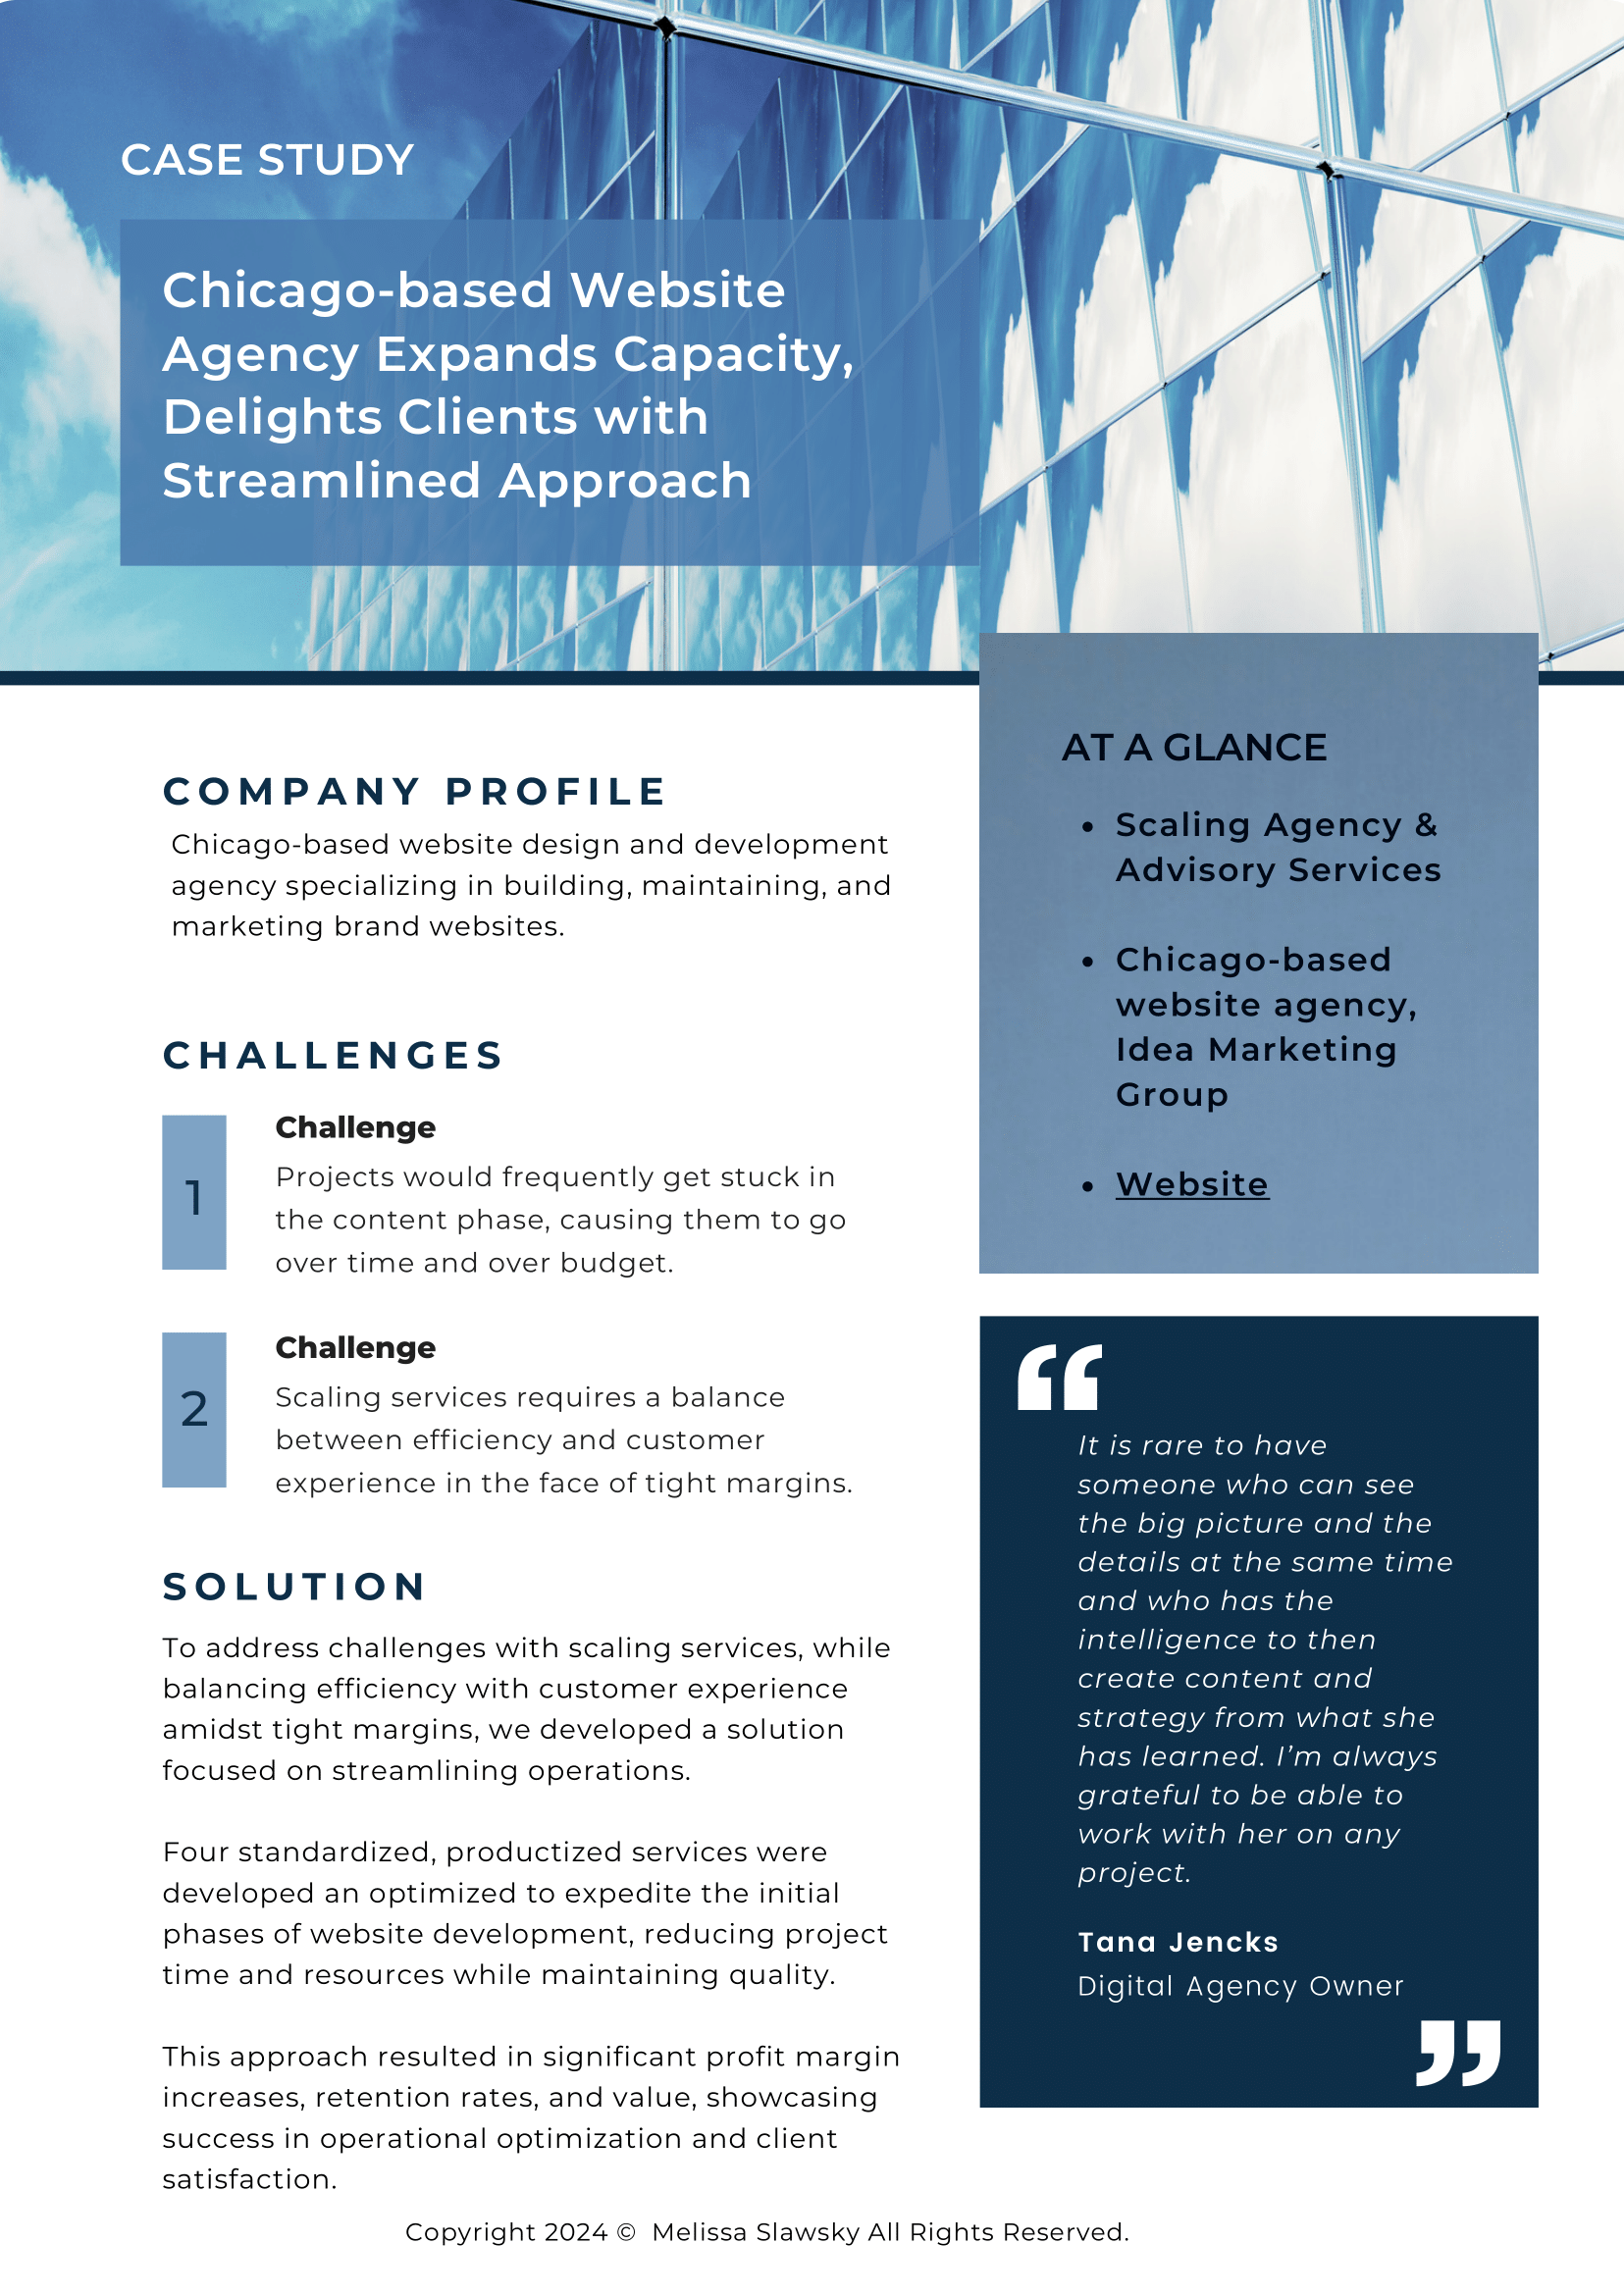 CASE STUDY
Chicago-based Website
Agency Expands Capacity,
Delights Clients with
Streamlined Approach
COMPANY PROFILE
Chicago-based website design and development
agency specializing in building, maintaining, and
marketing brand websites.
CHALLENGES
1
Challenge
Projects would frequently get stuck in
the content phase, causing them to go
over time and over budget.
2
Challenge
Scaling services requires a balance
between efficiency and customer
experience in the face of tight margins.
SOLUTION
To address challenges with scaling services, while
balancing efficiency with customer experience
amidst tight margins, we developed a solution
focused on streamlining operations.
Four standardized, productized services were
developed an optimized to expedite the initial
phases of website development, reducing project
time and resources while maintaining quality.
This approach resulted in significant profit margin
increases, retention rates, and value, showcasing
success in operational optimization and client
satisfaction.
AT A GLANCE
• Scaling Agency &
Advisory Services
• Chicago-based
website agency,
Idea Marketing
Group
• Website
“
It is rare to have
someone who can see
the big picture and the
details at the same time
and who has the
intelligence to then
create content and
strategy from what she
has learned. I’m always
grateful to be able to
work with her on any
project.
Tana Jencks
Digital Agency Owner
”
Copyright 2024 © Melissa Slawsky All Rights Reserved.